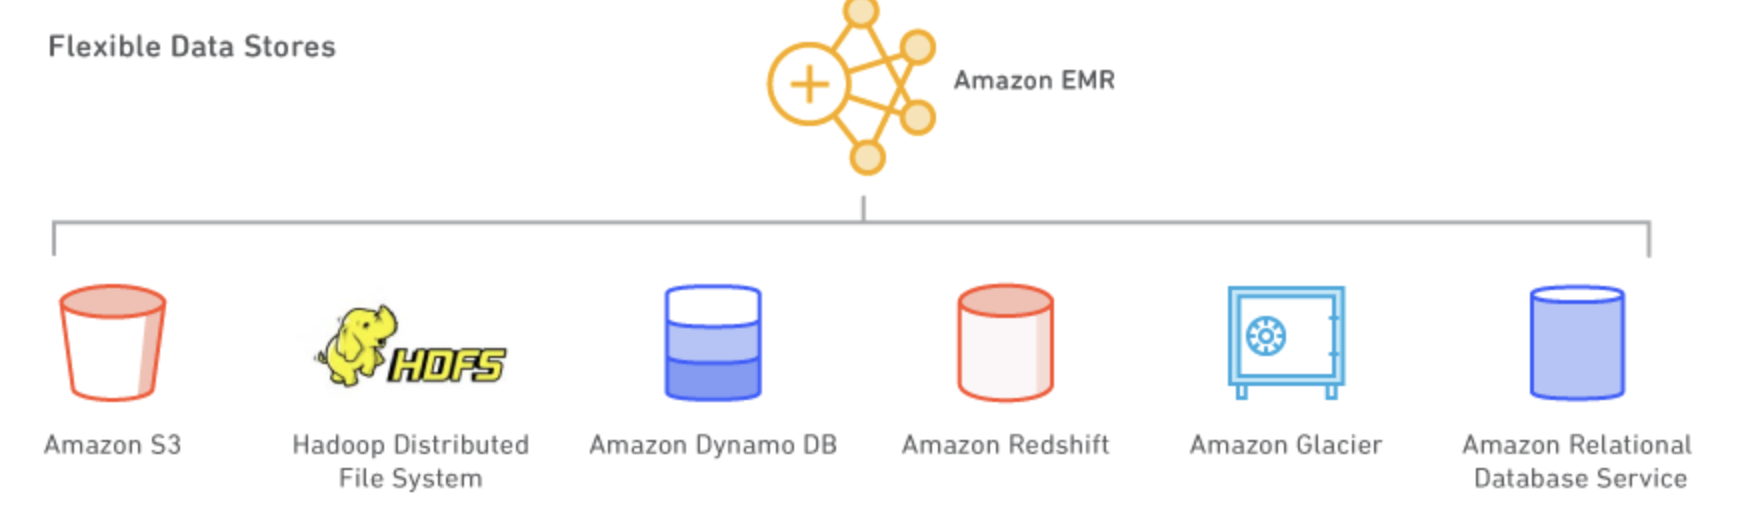 Flexible Data Stores
Amazon EMR
HDFS
Amazon S3
Hadoop Distributed
File System
Amazon Dynamo DB
Amazon Redshift
Amazon Glacier
Amazon Relational
Database Service